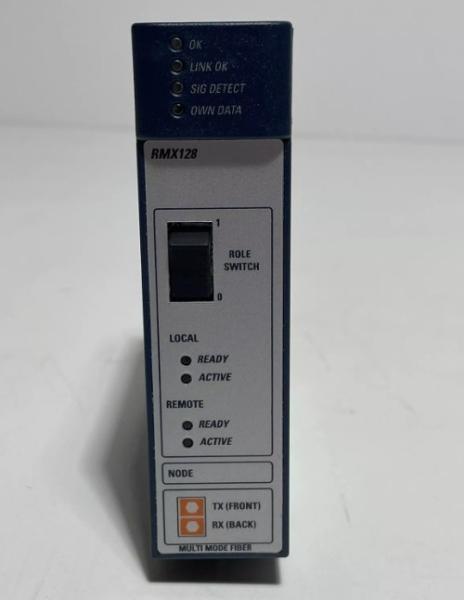 OK
LINK OK
SIG DETECT
OWN DATA
RMX128
1
ROLE
SWITCH
0
LOCAL
READY
ACTIVE
REMOTE
READY
ACTIVE
NODE
TX (FRONT)
RX (BACK)
MULTI MODE FIBER